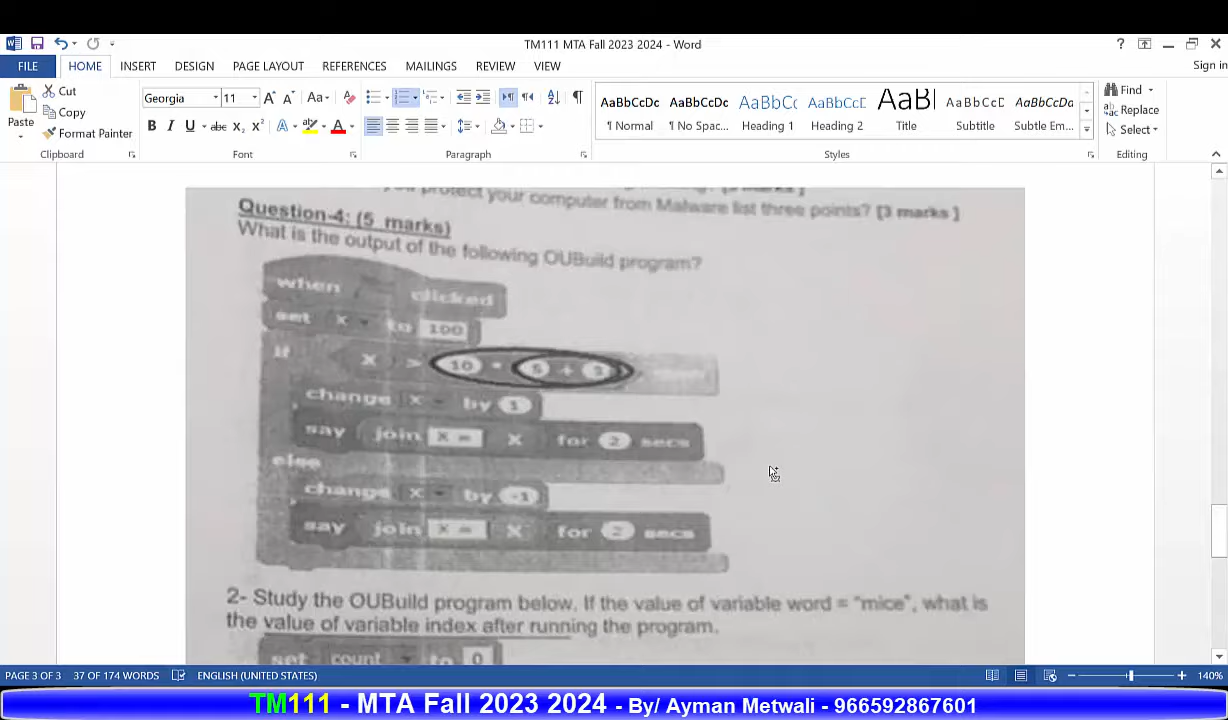 TM111 MTA Fall 2023 2024 - Word
Sign in
FILE HOME INSERT DESIGN PAGE LAYOUT REFERENCES MAILINGS REVIEW VIEW
Paste
Cut
Copy
Format Painter
Clipboard
Georgia 11
Font
Paragraph
AaBbCcDc ¶ Normal
AaBbCcDc ¶ No Spac...
AaBbCc Heading 1
AaBbCcD Heading 2
AaB Title
AaBbCcD Subtitle
AaBbCcDa Subtle Em...
Styles
Find
Replace
Select
Editing
you protect your computer from Malware list three points? [3 marks ]
Question-4: (5 marks)
What is the output of the following OUBuild program?
when clicked
set x to 100
if x > 10 * 5 +
change x by 1
say join x = x for 2 secs
else
change x by -1
say join x = x for 2 secs
2- Study the OUBuild program below. If the value of variable word = "mice", what is
the value of variable index after running the program.
set count to 0
PAGE 3 OF 3 37 OF 174 WORDS ENGLISH (UNITED STATES) 140%
TM111 - MTA Fall 2023 2024 - By/ Ayman Metwali - 966592867601